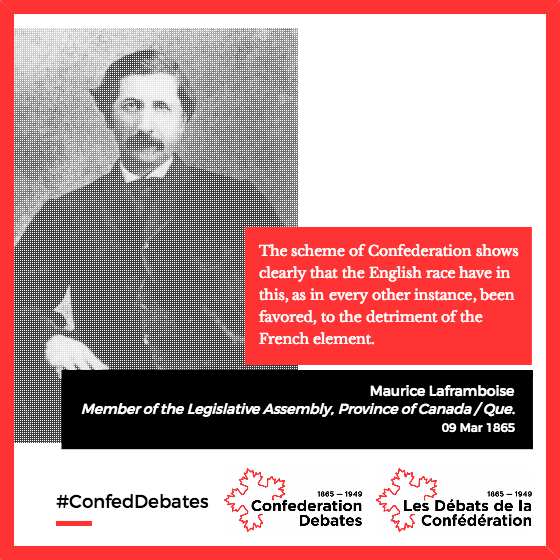 The scheme of Confederation shows
clearly that the English race have in
this, as in every other instance, been
favored, to the detriment of the
French element.
Maurice Laframboise
Member of the Legislative Assembly, Province of Canada / Que.
09 Mar 1865
#ConfedDebates
1865 — 1949
Confederation
Debates
1865 — 1949
Les Débats de la
Confédération